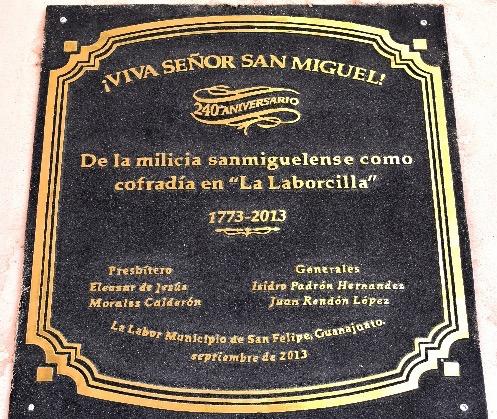 ¡VIVA SEÑOR SAN MIGUEL!
240 ANIVERSARIO
De la milicia sanmiguelense como
cofradía en "La Laborcilla"
1773-2013
Presbítero
Eleasar de Jesús
Morales Calderón
Generales
Isidro Padrón Hernandez
Juan Rendón López
La Labor Municipio de San Felipe, Guanajuato.
septiembre de 2013